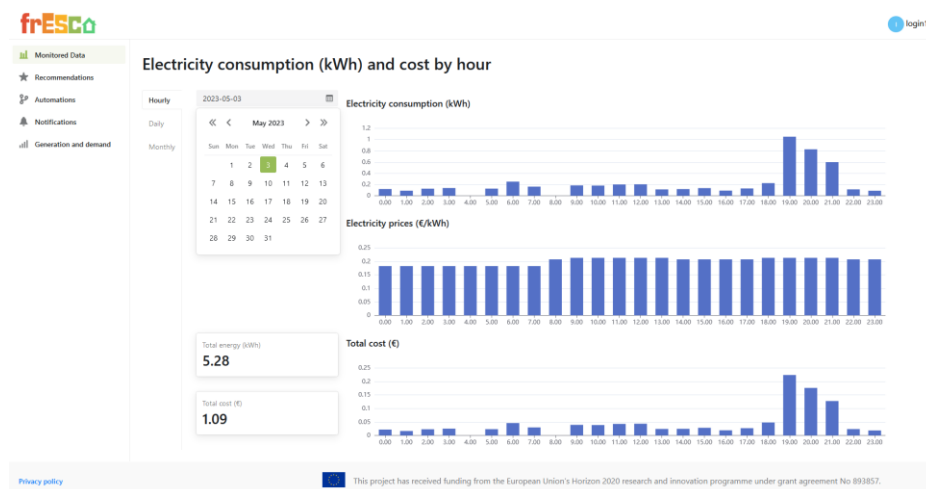 frESCO
login1
Monitored Data
Recommendations
Automations
Notifications
Generation and demand
Electricity consumption (kWh) and cost by hour
Hourly
Daily
Monthly
2023-05-03
May 2023
Sun Mon Tue Wed Thu Fri Sat
1 2 3 4 5 6
7 8 9 10 11 12 13
14 15 16 17 18 19 20
21 22 23 24 25 26 27
28 29 30 31
Electricity consumption (kWh)
1.2
1
0.8
0.6
0.4
0.2
0
0.00 1.00 2.00 3.00 4.00 5.00 6.00 7.00 8.00 9.00 10.00 11.00 12.00 13.00 14.00 15.00 16.00 17.00 18.00 19.00 20.00 21.00 22.00 23.00
Electricity prices (€/kWh)
0.25
0.2
0.15
0.1
0.05
0
0.00 1.00 2.00 3.00 4.00 5.00 6.00 7.00 8.00 9.00 10.00 11.00 12.00 13.00 14.00 15.00 16.00 17.00 18.00 19.00 20.00 21.00 22.00 23.00
Total energy (kWh)
5.28
Total cost (€)
1.09
Total cost (€)
0.25
0.2
0.15
0.1
0.05
0
0.00 1.00 2.00 3.00 4.00 5.00 6.00 7.00 8.00 9.00 10.00 11.00 12.00 13.00 14.00 15.00 16.00 17.00 18.00 19.00 20.00 21.00 22.00 23.00
Privacy policy
This project has received funding from the European Union's Horizon 2020 research and innovation programme under grant agreement No 893857.